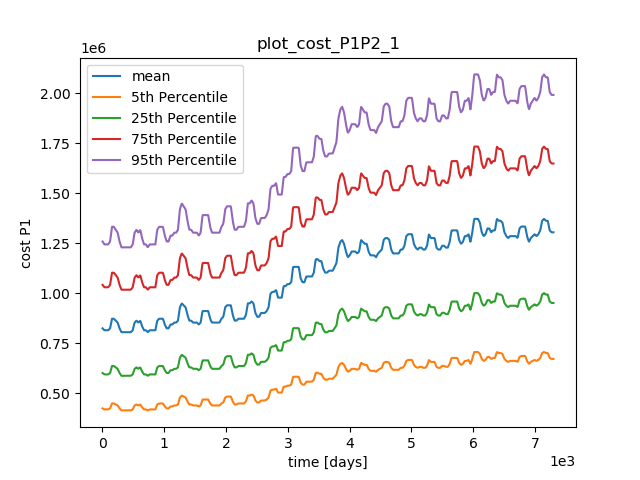 plot_cost_P1P2_1
1e6
mean
5th Percentile
25th Percentile
75th Percentile
95th Percentile
2.00
1.75
1.50
1.25
1.00
0.75
0.50
cost P1
0 1 2 3 4 5 6 7
time [days]
1e3